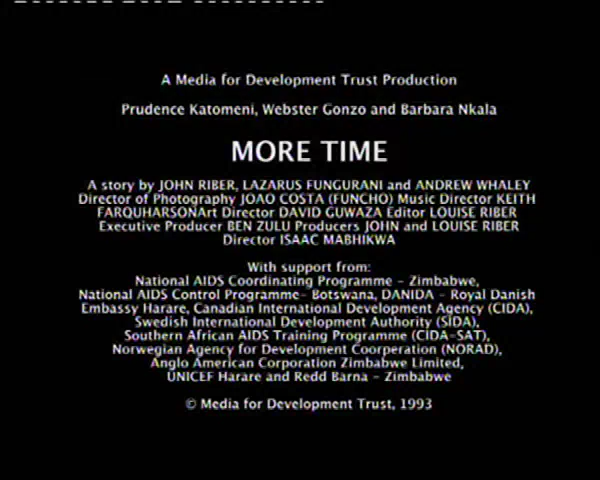 A Media for Development Trust Production
Prudence Katomeni, Webster Gonzo and Barbara Nkala
MORE TIME
A story by JOHN RIBER, LAZARUS FUNGURANI and ANDREW WHALEY
Director of Photography JOAO COSTA (FUNCHO) Music Director KEITH
FARQUHARSONArt Director DAVID GUWAZA Editor LOUISE RIBER
Executive Producer BEN ZULU Producers JOHN and LOUISE RIBER
Director ISAAC MABHIKWA
With support from:
National AIDS Coordinating Programme - Zimbabwe,
National AIDS Control Programme- Botswana, DANIDA - Royal Danish
Embassy Harare, Canadian International Development Agency (CIDA),
Swedish International Development Authority (SIDA),
Southern African AIDS Training Programme (CIDA-SAT),
Norwegian Agency for Development Coorperation (NORAD),
Anglo American Corporation Zimbabwe Limited,
UNICEF Harare and Redd Barna - Zimbabwe
© Media for Development Trust, 1993